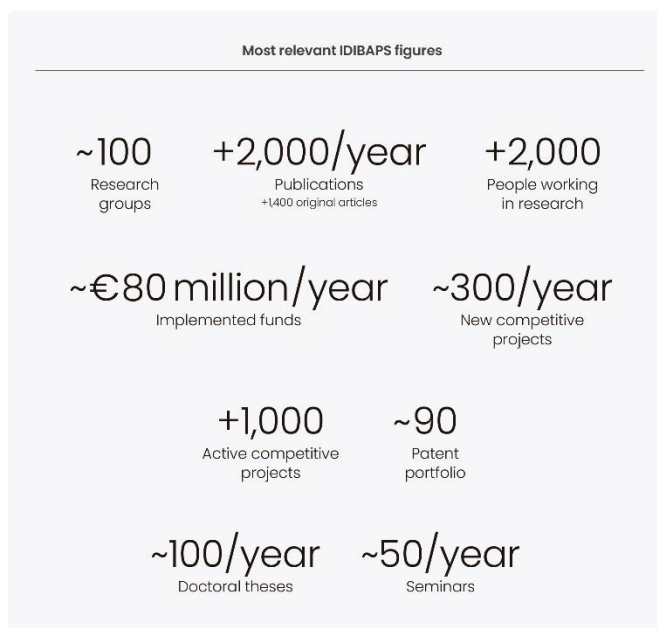 Most relevant IDIBAPS figures
~100
Research
groups
+2,000/year
Publications
+1,400 original articles
+2,000
People working
in research
~€80 million/year
Implemented funds
~300/year
New competitive
projects
+1,000
Active competitive
projects
~90
Patent
portfolio
~100/year
Doctoral theses
~50/year
Seminars